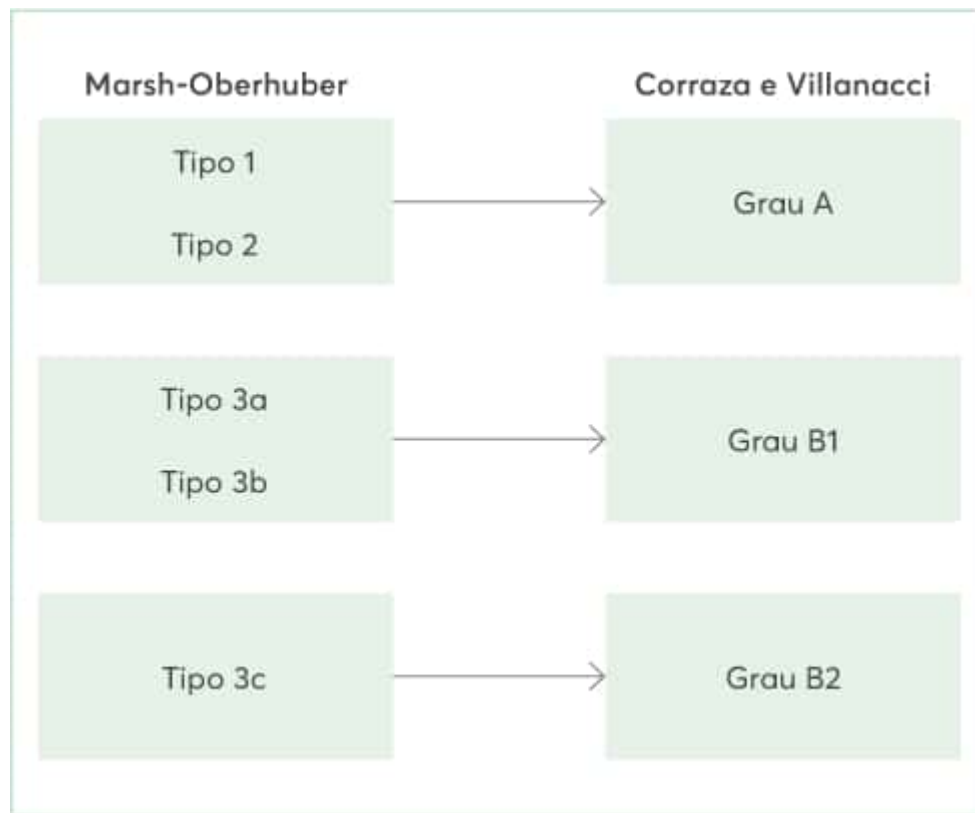 Marsh-Oberhuber
Corraza e Villanacci
Tipo 1
Tipo 2
Grau A
Tipo 3a
Tipo 3b
Grau B1
Tipo 3c
Grau B2